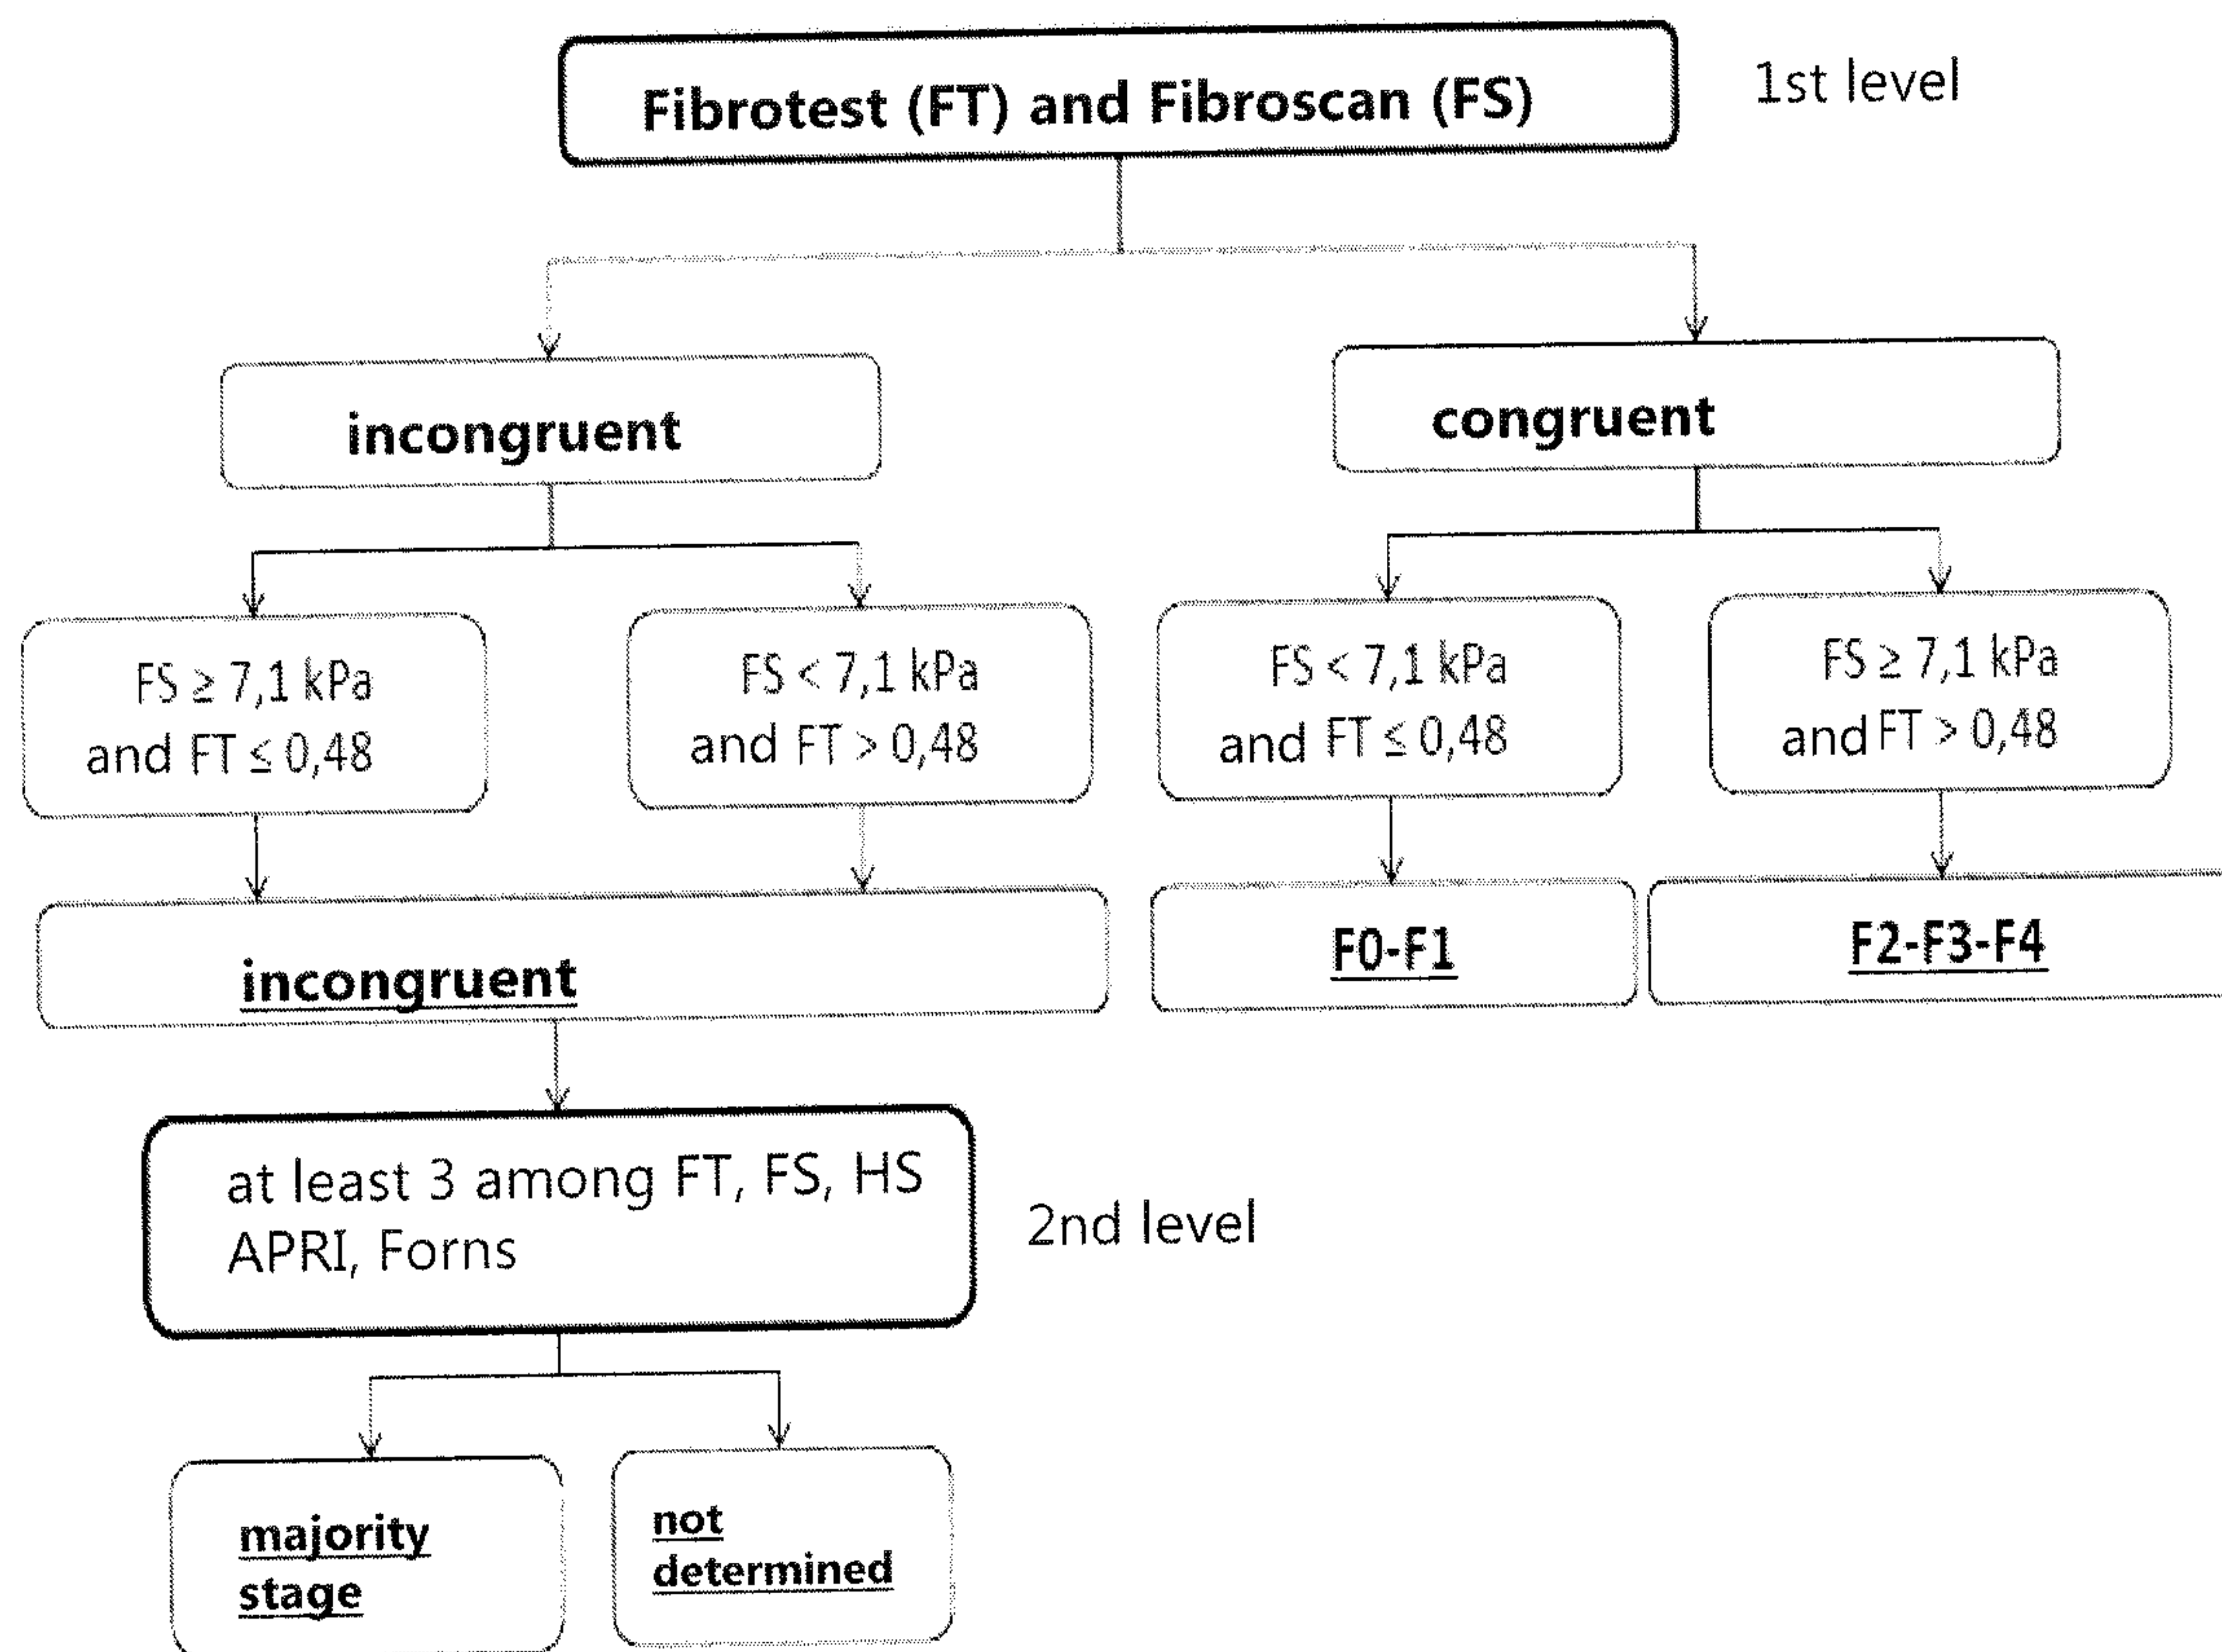 Fibrotest (FT) and Fibroscan (FS)
1st level
incongruent
congruent
FS ≥ 7,1 kPa
and FT ≤ 0,48
FS < 7,1 kPa
and FT > 0,48
FS < 7,1 kPa
and FT ≤ 0,48
FS ≥ 7,1 kPa
and FT > 0,48
incongruent
F0-F1
F2-F3-F4
at least 3 among FT, FS, HS
APRI, Forns
2nd level
majority
stage
not
determined